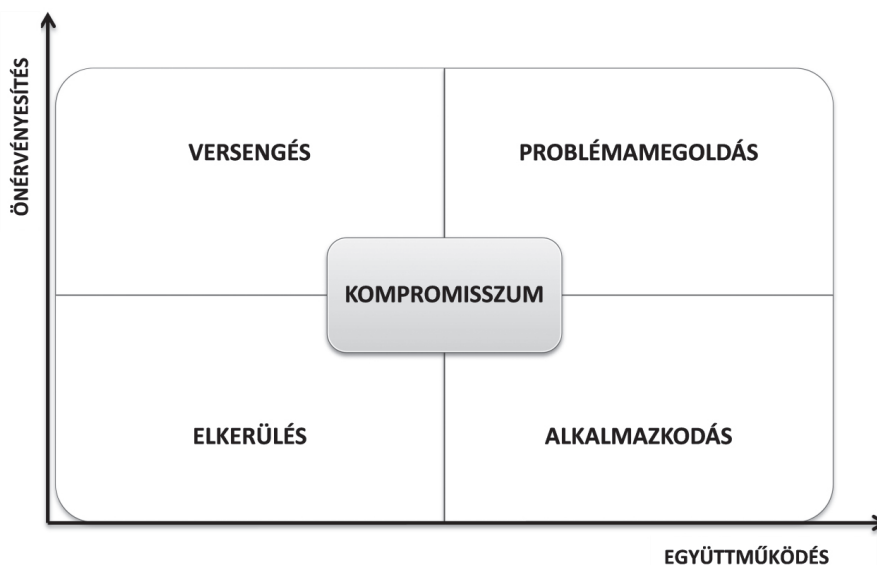 ÖNÉRVÉNYESÍTÉS
VERSENGÉS
PROBLÉMAMEGOLDÁS
KOMPROMISSZUM
ELKERÜLÉS
ALKALMAZKODÁS
EGYÜTTMŰKÖDÉS